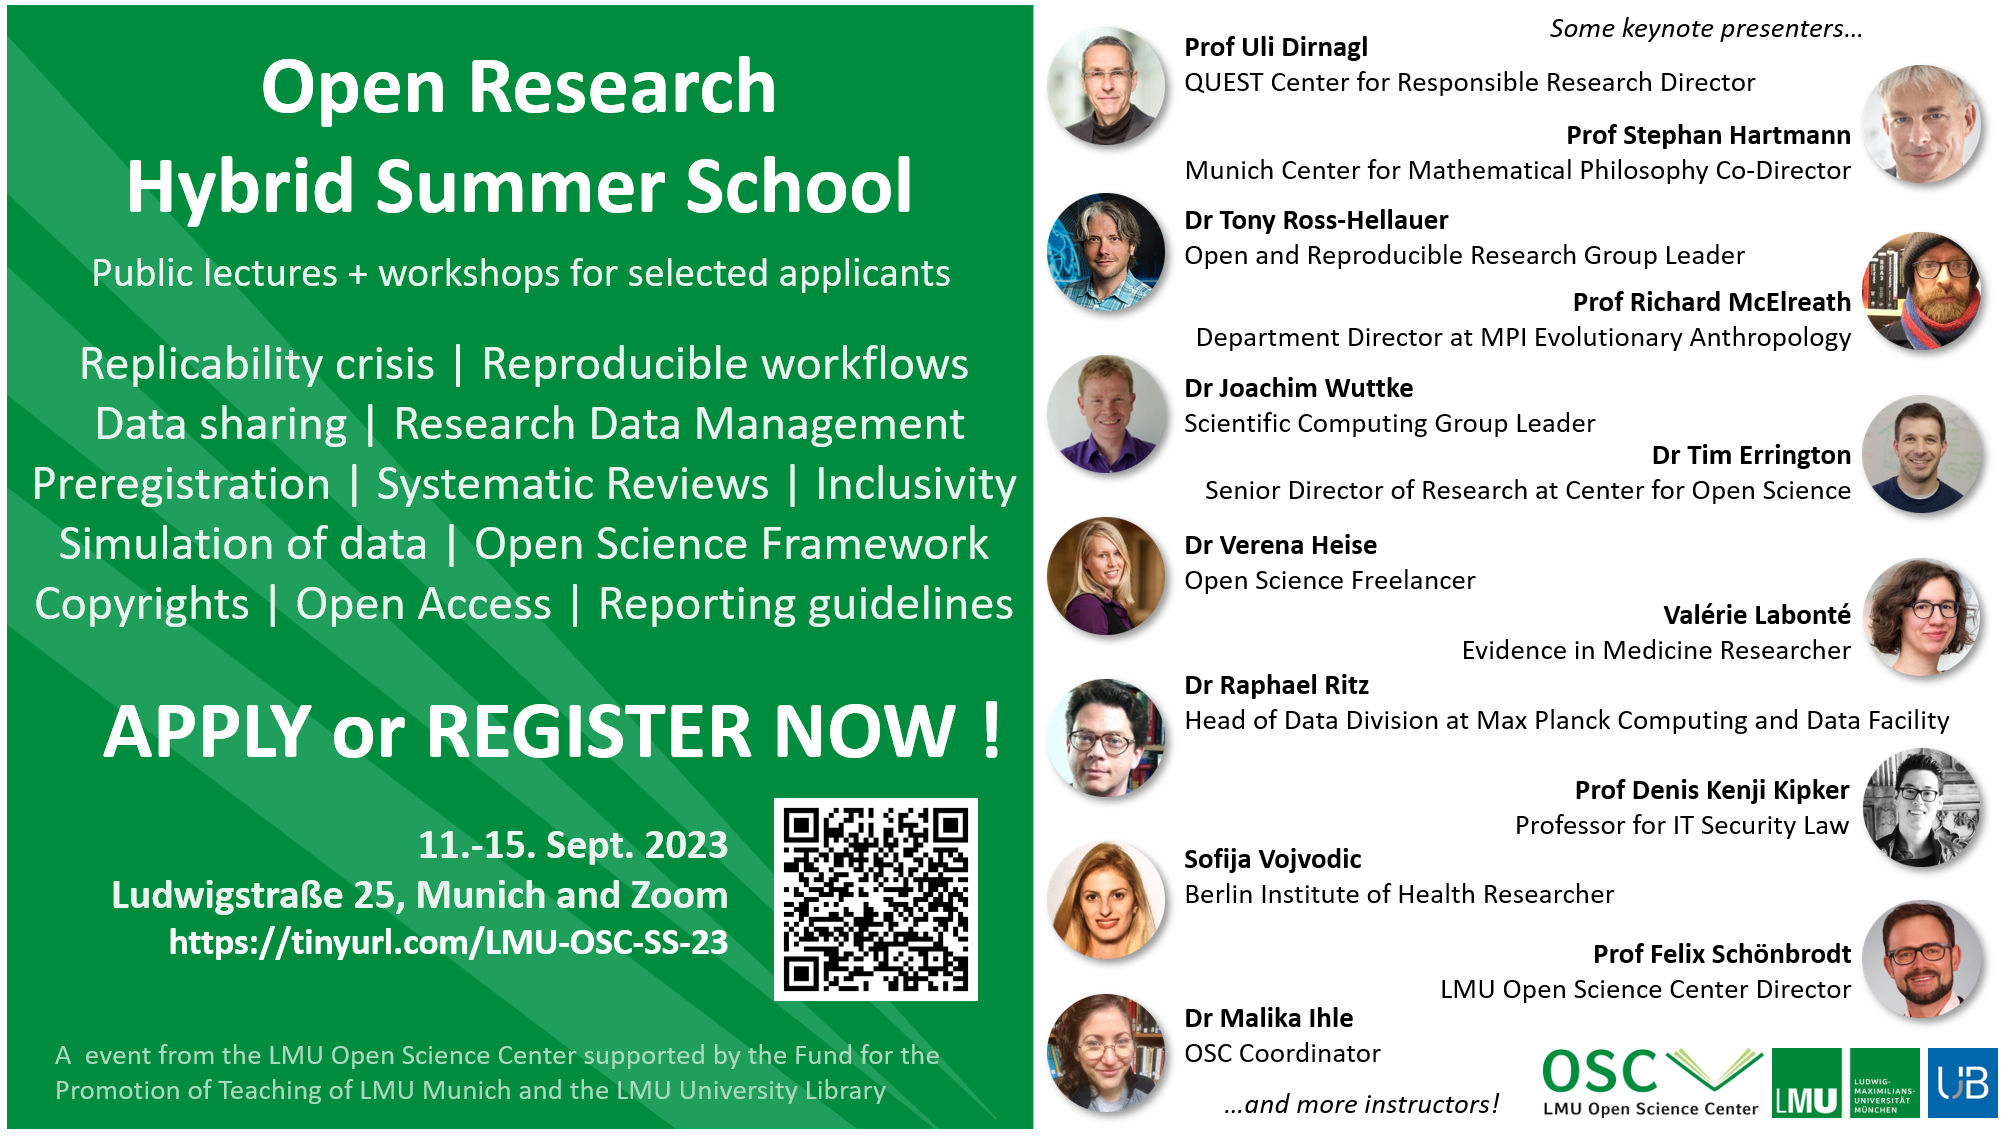 Open Research
Hybrid Summer School
Public lectures + workshops for selected applicants
Replicability crisis | Reproducible workflows
Data sharing | Research Data Management
Preregistration | Systematic Reviews | Inclusivity
Simulation of data | Open Science Framework
Copyrights | Open Access | Reporting guidelines
APPLY or REGISTER NOW !
11.-15. Sept. 2023
Ludwigstraße 25, Munich and Zoom
https://tinyurl.com/LMU-OSC-SS-23
A  event from the LMU Open Science Center supported by the Fund for the
Promotion of Teaching of LMU Munich and the LMU University Library
Some keynote presenters...
Prof Uli Dirnagl
QUEST Center for Responsible Research Director
Prof Stephan Hartmann
Munich Center for Mathematical Philosophy Co-Director
Dr Tony Ross-Hellauer
Open and Reproducible Research Group Leader
Prof Richard McElreath
Department Director at MPI Evolutionary Anthropology
Dr Joachim Wuttke
Scientific Computing Group Leader
Dr Tim Errington
Senior Director of Research at Center for Open Science
Dr Verena Heise
Open Science Freelancer
Valérie Labonté
Evidence in Medicine Researcher
Dr Raphael Ritz
Head of Data Division at Max Planck Computing and Data Facility
Prof Denis Kenji Kipker
Professor for IT Security Law
Sofija Vojvodic
Berlin Institute of Health Researcher
Prof Felix Schönbrodt
LMU Open Science Center Director
Dr Malika Ihle
OSC Coordinator
...and more instructors!
OSC
LMU Open Science Center
LMU
LUDWIG-
MAXIMILIANS-
UNIVERSITÄT
MÜNCHEN
UB